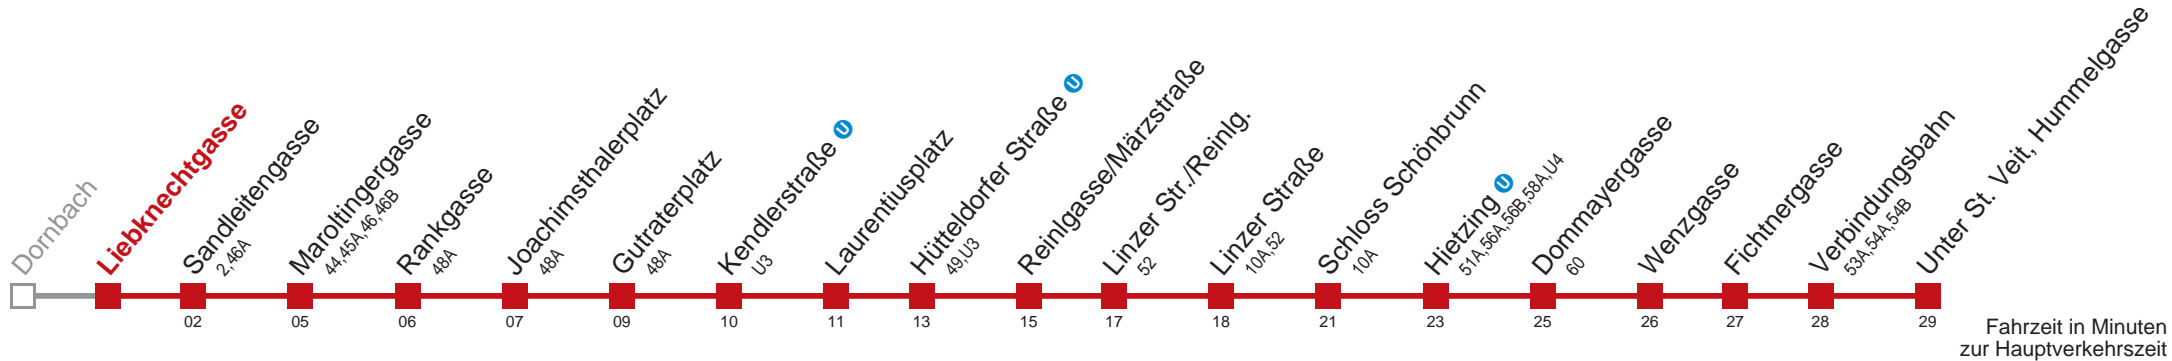 Dornbach
Liebknechtgasse
Sandleitengasse
2,46A
Maroltingergasse
44,45A,46,46B
Rankgasse
48A
Joachimsthalerplatz
48A
Gutraterplatz
48A
Kendlerstraße U
U3
Laurentiusplatz
Hütteldorfer Straße U
49,U3
Reinlgasse/Märzstraße
Linzer Str./Reinlg.
52
Linzer Straße
10A,52
Schloss Schönbrunn
10A
Hietzing U
51A,56A,56B,58A,U4
Dommayergasse
60
Wenzgasse
Fichtnergasse
Verbindungsbahn
53A,54A,54B
Unter St. Veit, Hummelgasse
02 05 06 07 09 10 11 13 15 17 18 21 23 25 26 27 28 29
Fahrzeit in Minuten
zur Hauptverkehrszeit